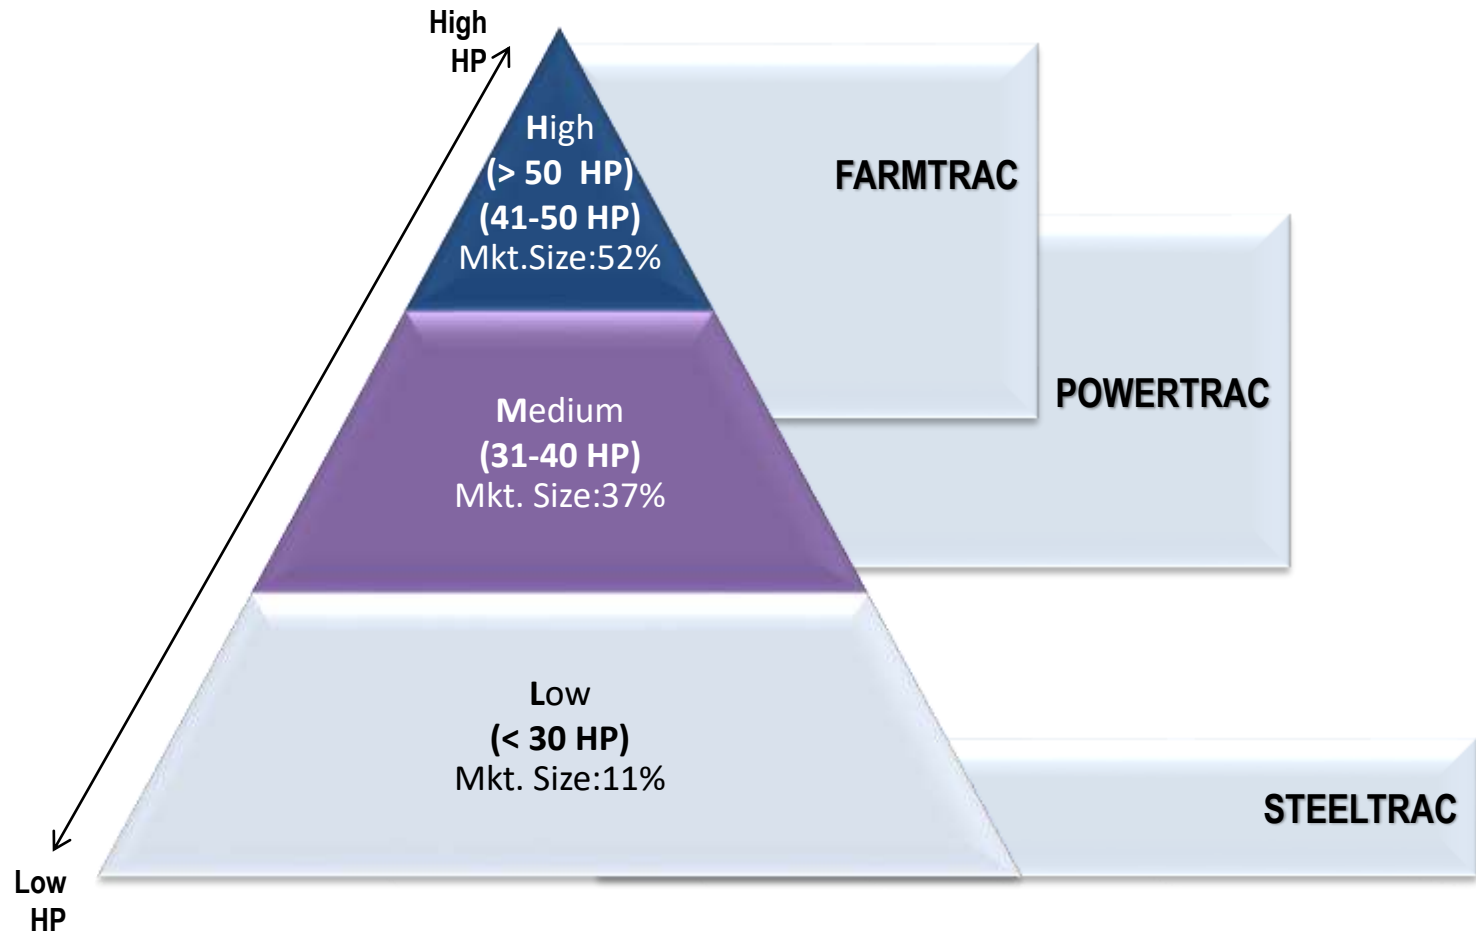 High
HP
High
(> 50  HP)
(41-50 HP)
Mkt.Size:52%
FARMTRAC
Medium
(31-40 HP)
Mkt. Size:37%
POWERTRAC
Low
(< 30 HP)
Mkt. Size:11%
STEELTRAC
Low
HP